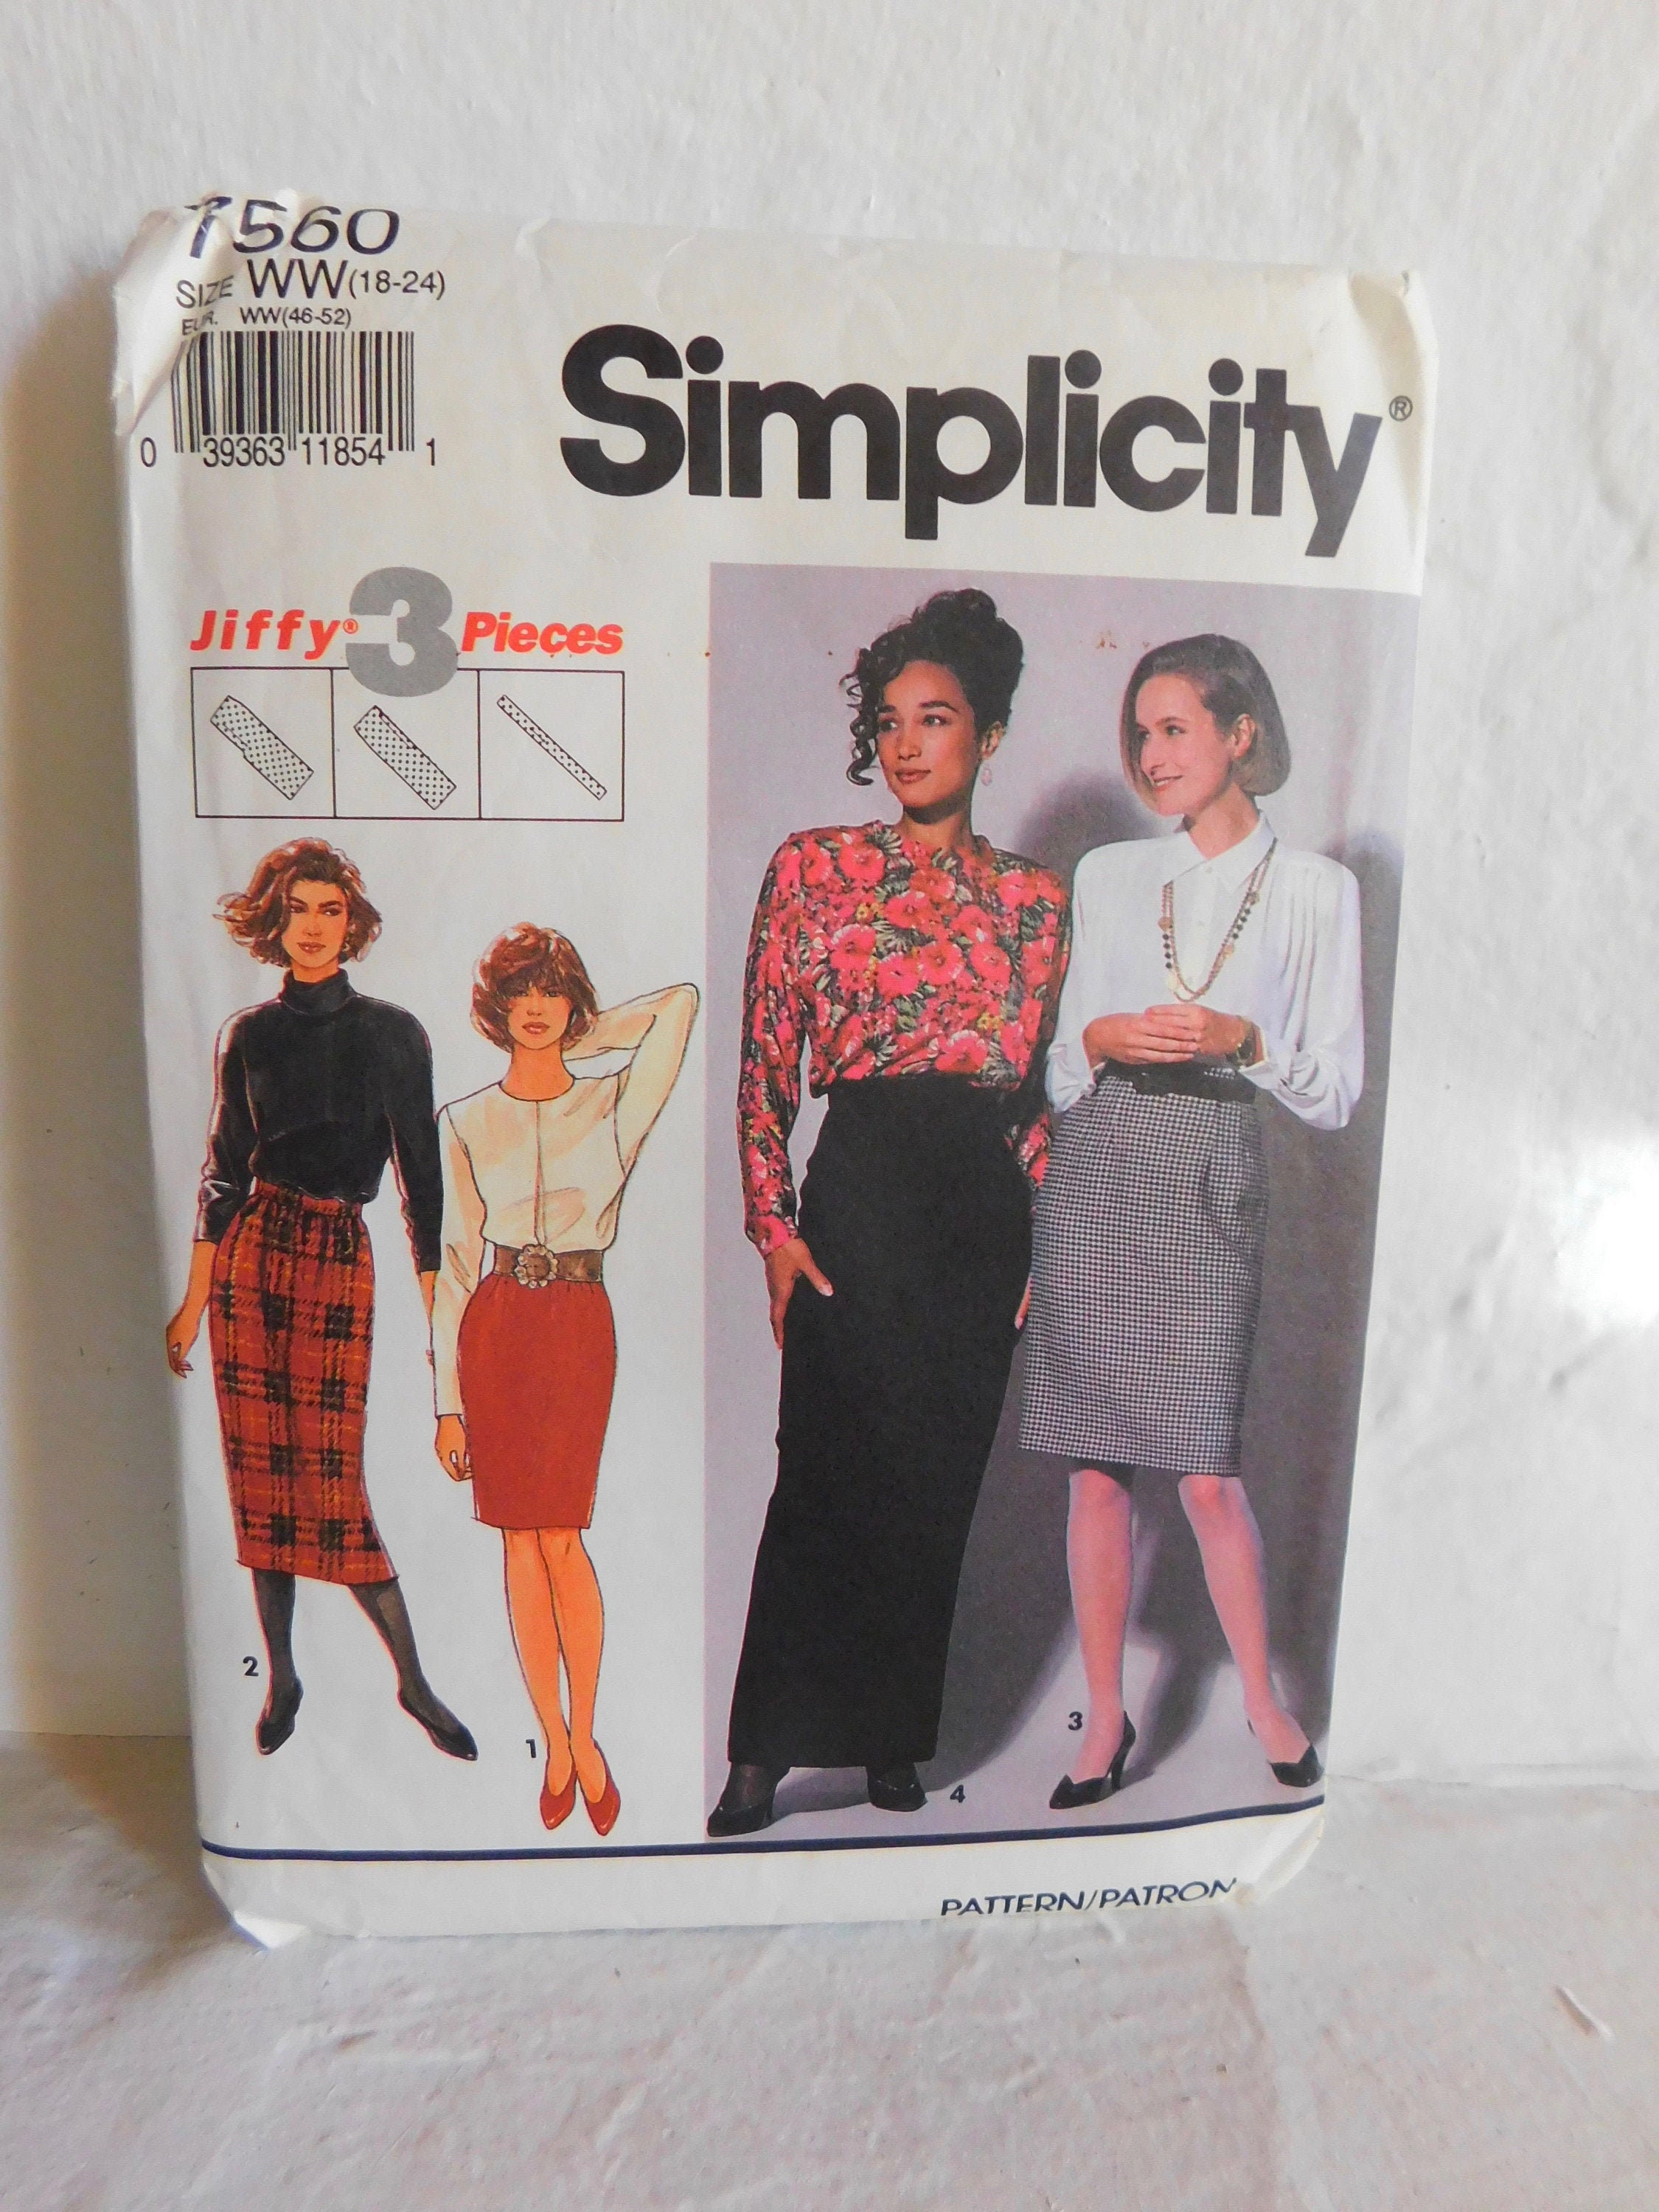 7560
SIZE WW (18-24)
EUR. WW(46-52)
0 39363 11854 1
Simplicity®
Jiffy® 3 Pieces
2
1
4
3
PATTERN/PATRON